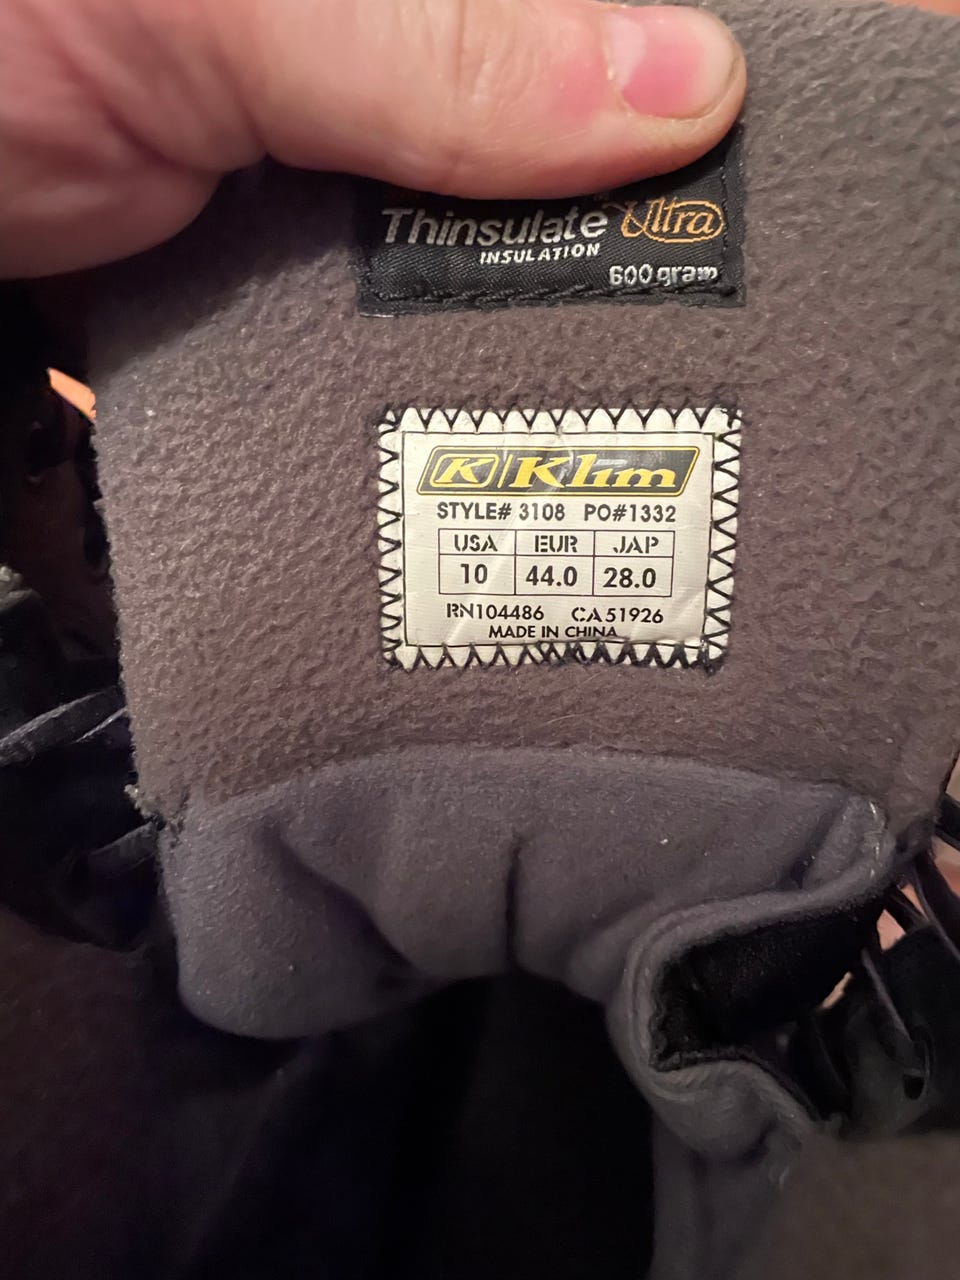 Thinsulate Ultra
INSULATION
600 gram
K Klim
STYLE# 3108 PO#1332
USA EUR JAP
10 44.0 28.0
RN104486 CA51926
MADE IN CHINA